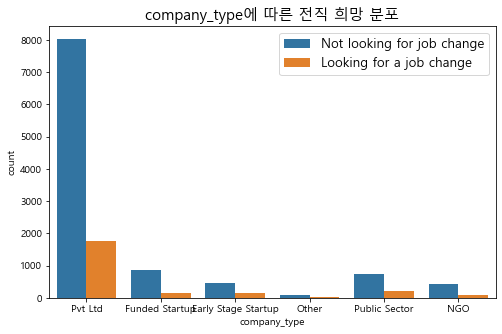 company_type에 따른 전직 희망 분포
Not looking for job change
Looking for a job change
8000
7000
6000
5000
4000
3000
2000
1000
0
count
Pvt Ltd
Funded Startup
Early Stage Startup
Other
Public Sector
NGO
company_type